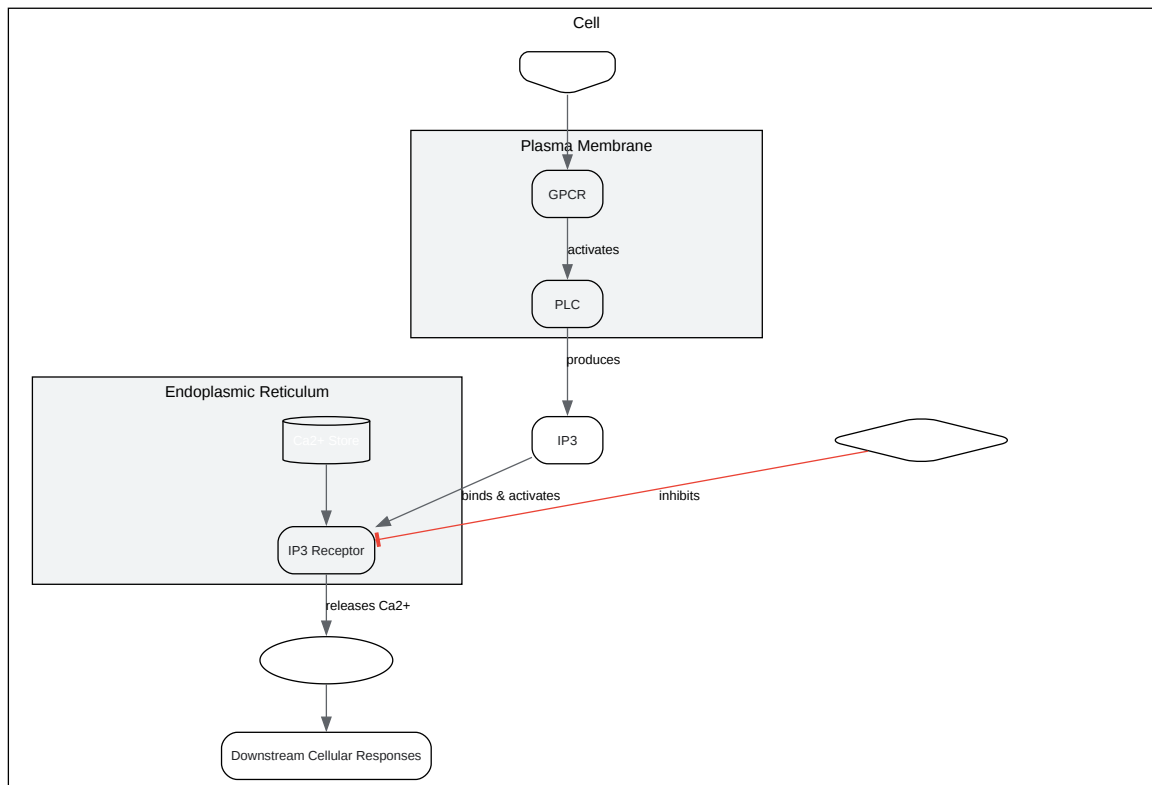 Cell
Plasma Membrane
GPCR
activates
PLC
produces
Endoplasmic Reticulum
Ca2+ Store
IP3
binds & activates
inhibits
IP3 Receptor
releases Ca2+
Downstream Cellular Responses